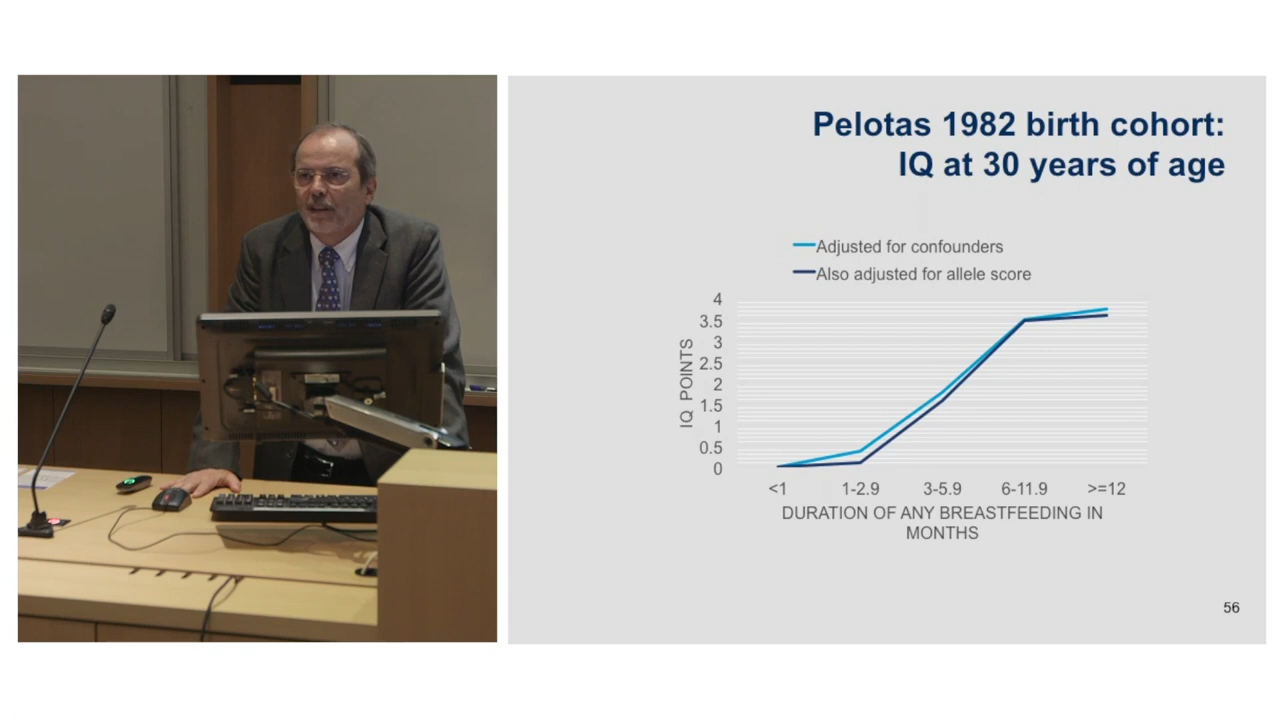 Pelotas 1982 birth cohort:
IQ at 30 years of age
Adjusted for confounders
Also adjusted for allele score
IQ POINTS
4
3.5
3
2.5
2
1.5
1
0.5
0
<1 1-2.9 3-5.9 6-11.9 >=12
DURATION OF ANY BREASTFEEDING IN
MONTHS
56